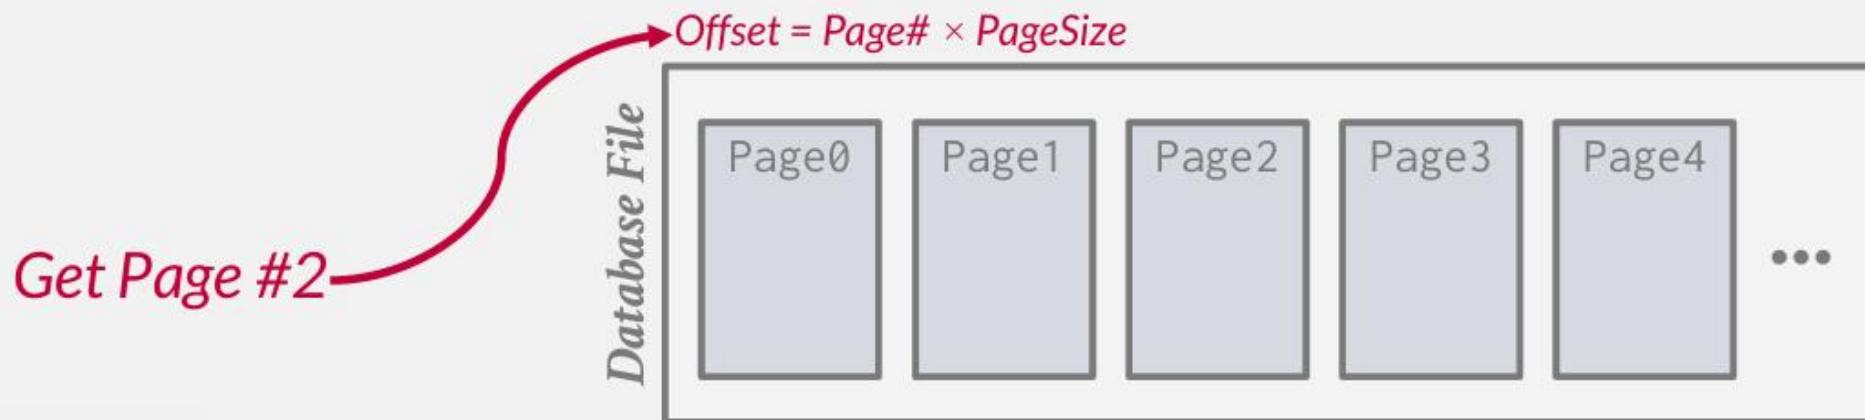 Offset = Page# × PageSize
Get Page #2
Database File
Page0 Page1 Page2 Page3 Page4
•••